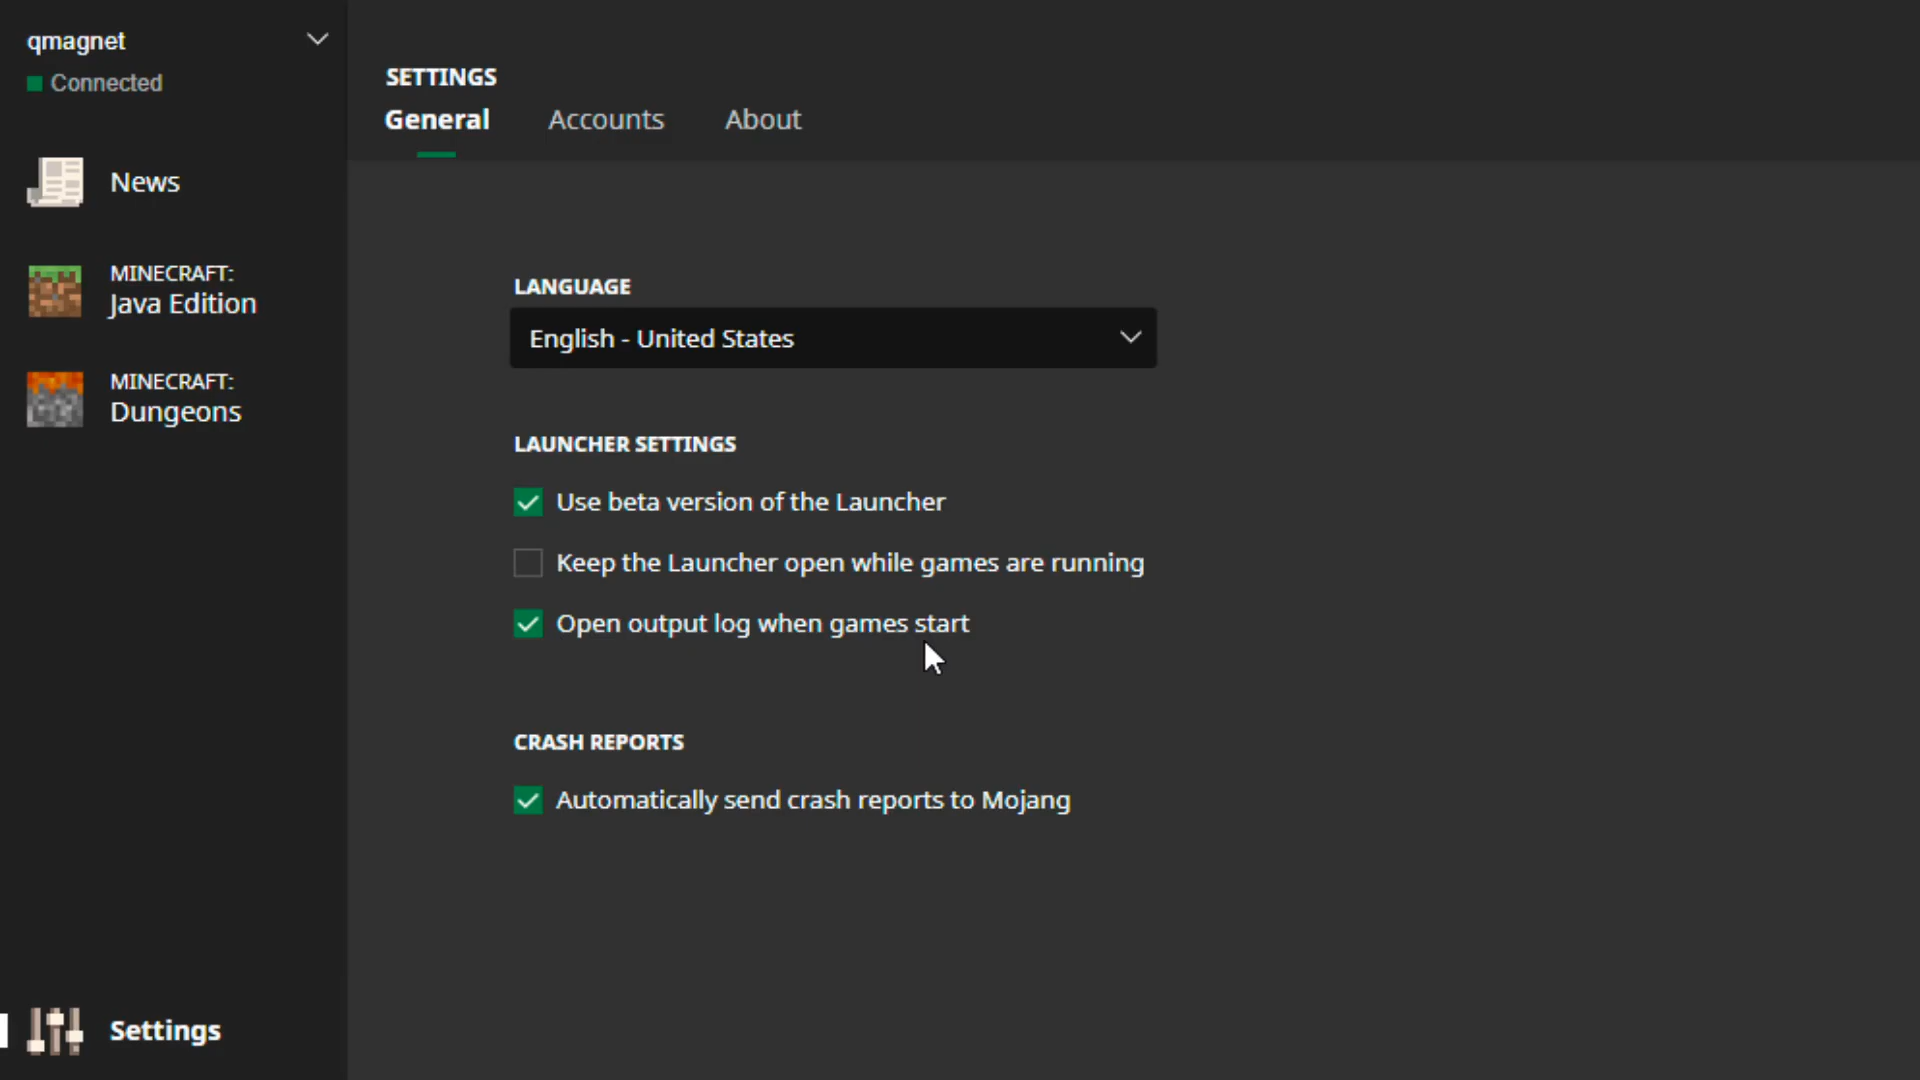 qmagnet
Connected
News
MINECRAFT:
Java Edition
MINECRAFT:
Dungeons
Settings
SETTINGS
General
Accounts
About
LANGUAGE
English - United States
LAUNCHER SETTINGS
Use beta version of the Launcher
Keep the Launcher open while games are running
Open output log when games start
CRASH REPORTS
Automatically send crash reports to Mojang